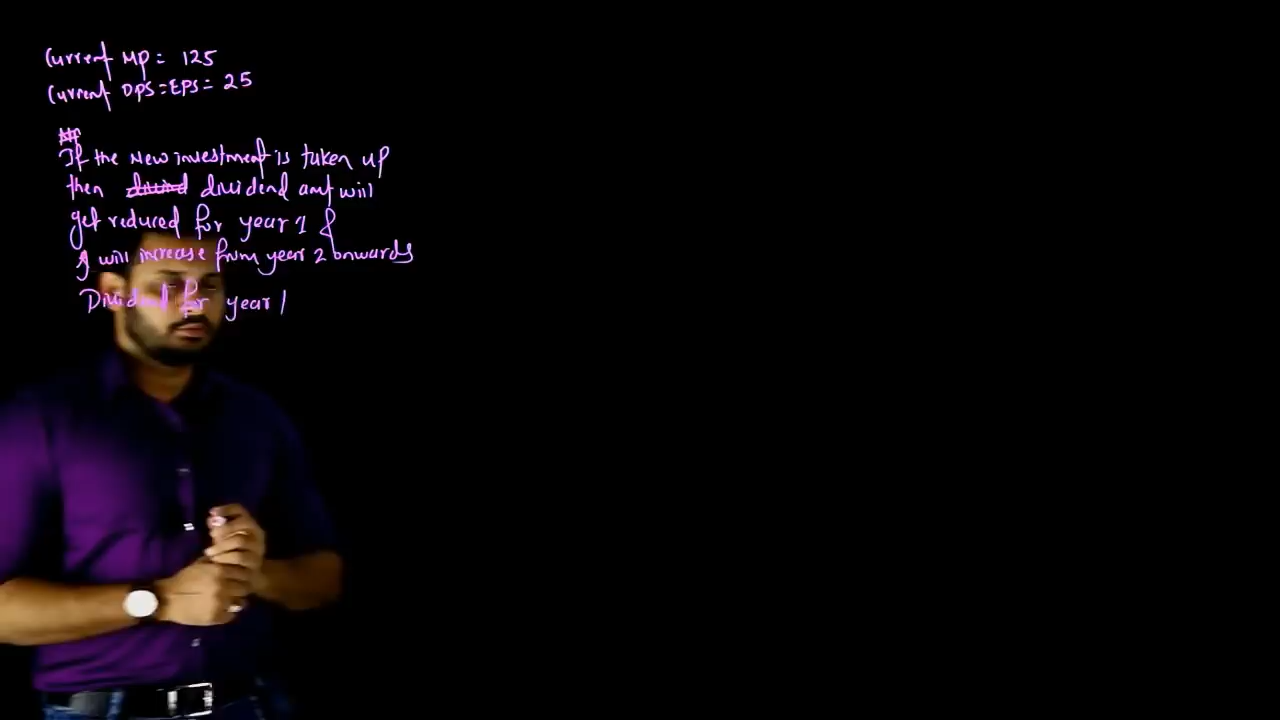 Current MP = 125
Current DPS = EPS = 25
If the New investment is taken up
then dividend amt will
get reduced for year 1 &
& will increase from year 2 onwards
Dividend for year 1